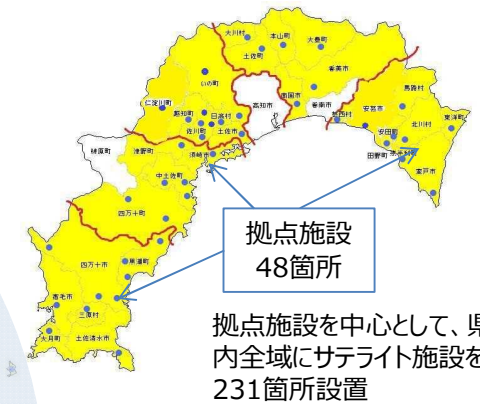 大川村
本山町
大豊町
土佐町
香美市
いの町
馬路村
仁淀川町
南国市
高知市
安芸市
東洋町
越知町
日高村
香南市
芸西村
北川村
佐川町
土佐市
安田町
梼原町
津野町
須崎市
田野町
奈半利町
室戸市
中土佐町
四万十町
拠点施設
48箇所
四万十市
黒潮町
宿毛市
三原村
大月町
土佐清水市
拠点施設を中心として、県
内全域にサテライト施設を
231箇所設置